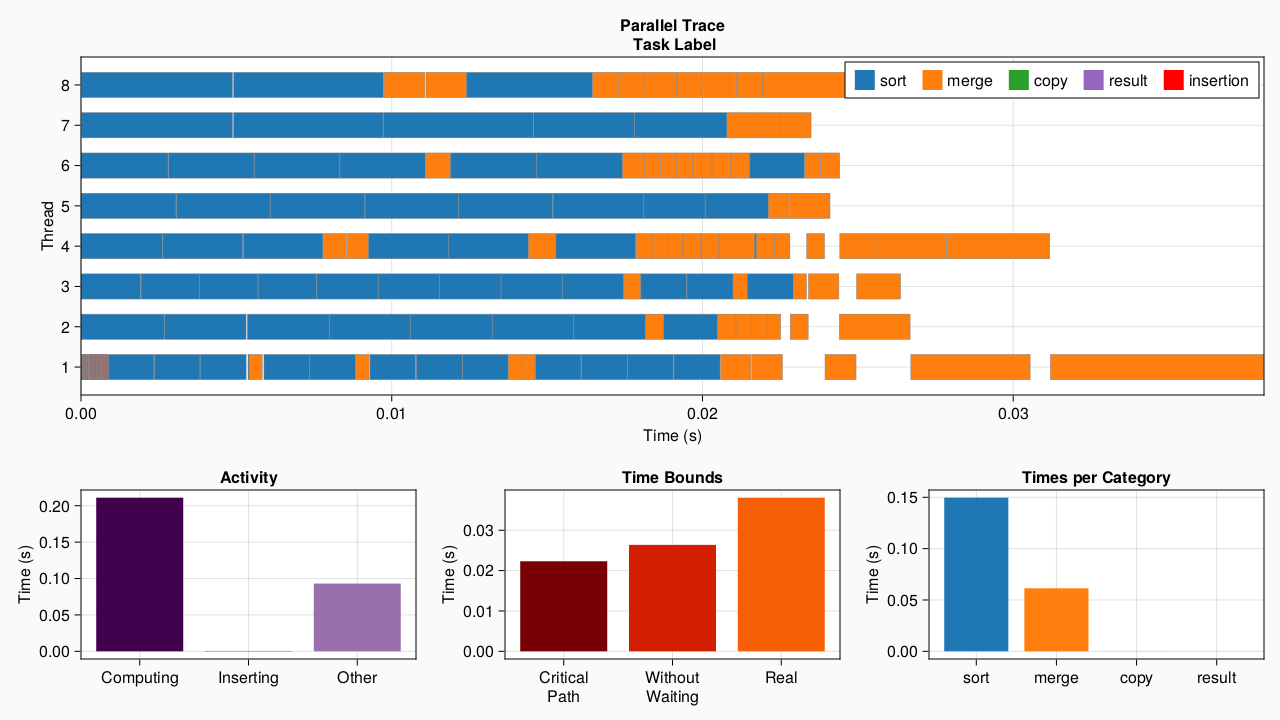 Parallel Trace
Task Label
sort merge copy result insertion
Thread
8
7
6
5
4
3
2
1
0.00 0.01 0.02 0.03
Time (s)
Activity
Time (s)
0.20
0.15
0.10
0.05
0.00
Computing Inserting Other
Time Bounds
Time (s)
0.03
0.02
0.01
0.00
Critical Path
Without Waiting
Real
Times per Category
Time (s)
0.15
0.10
0.05
0.00
sort merge copy result